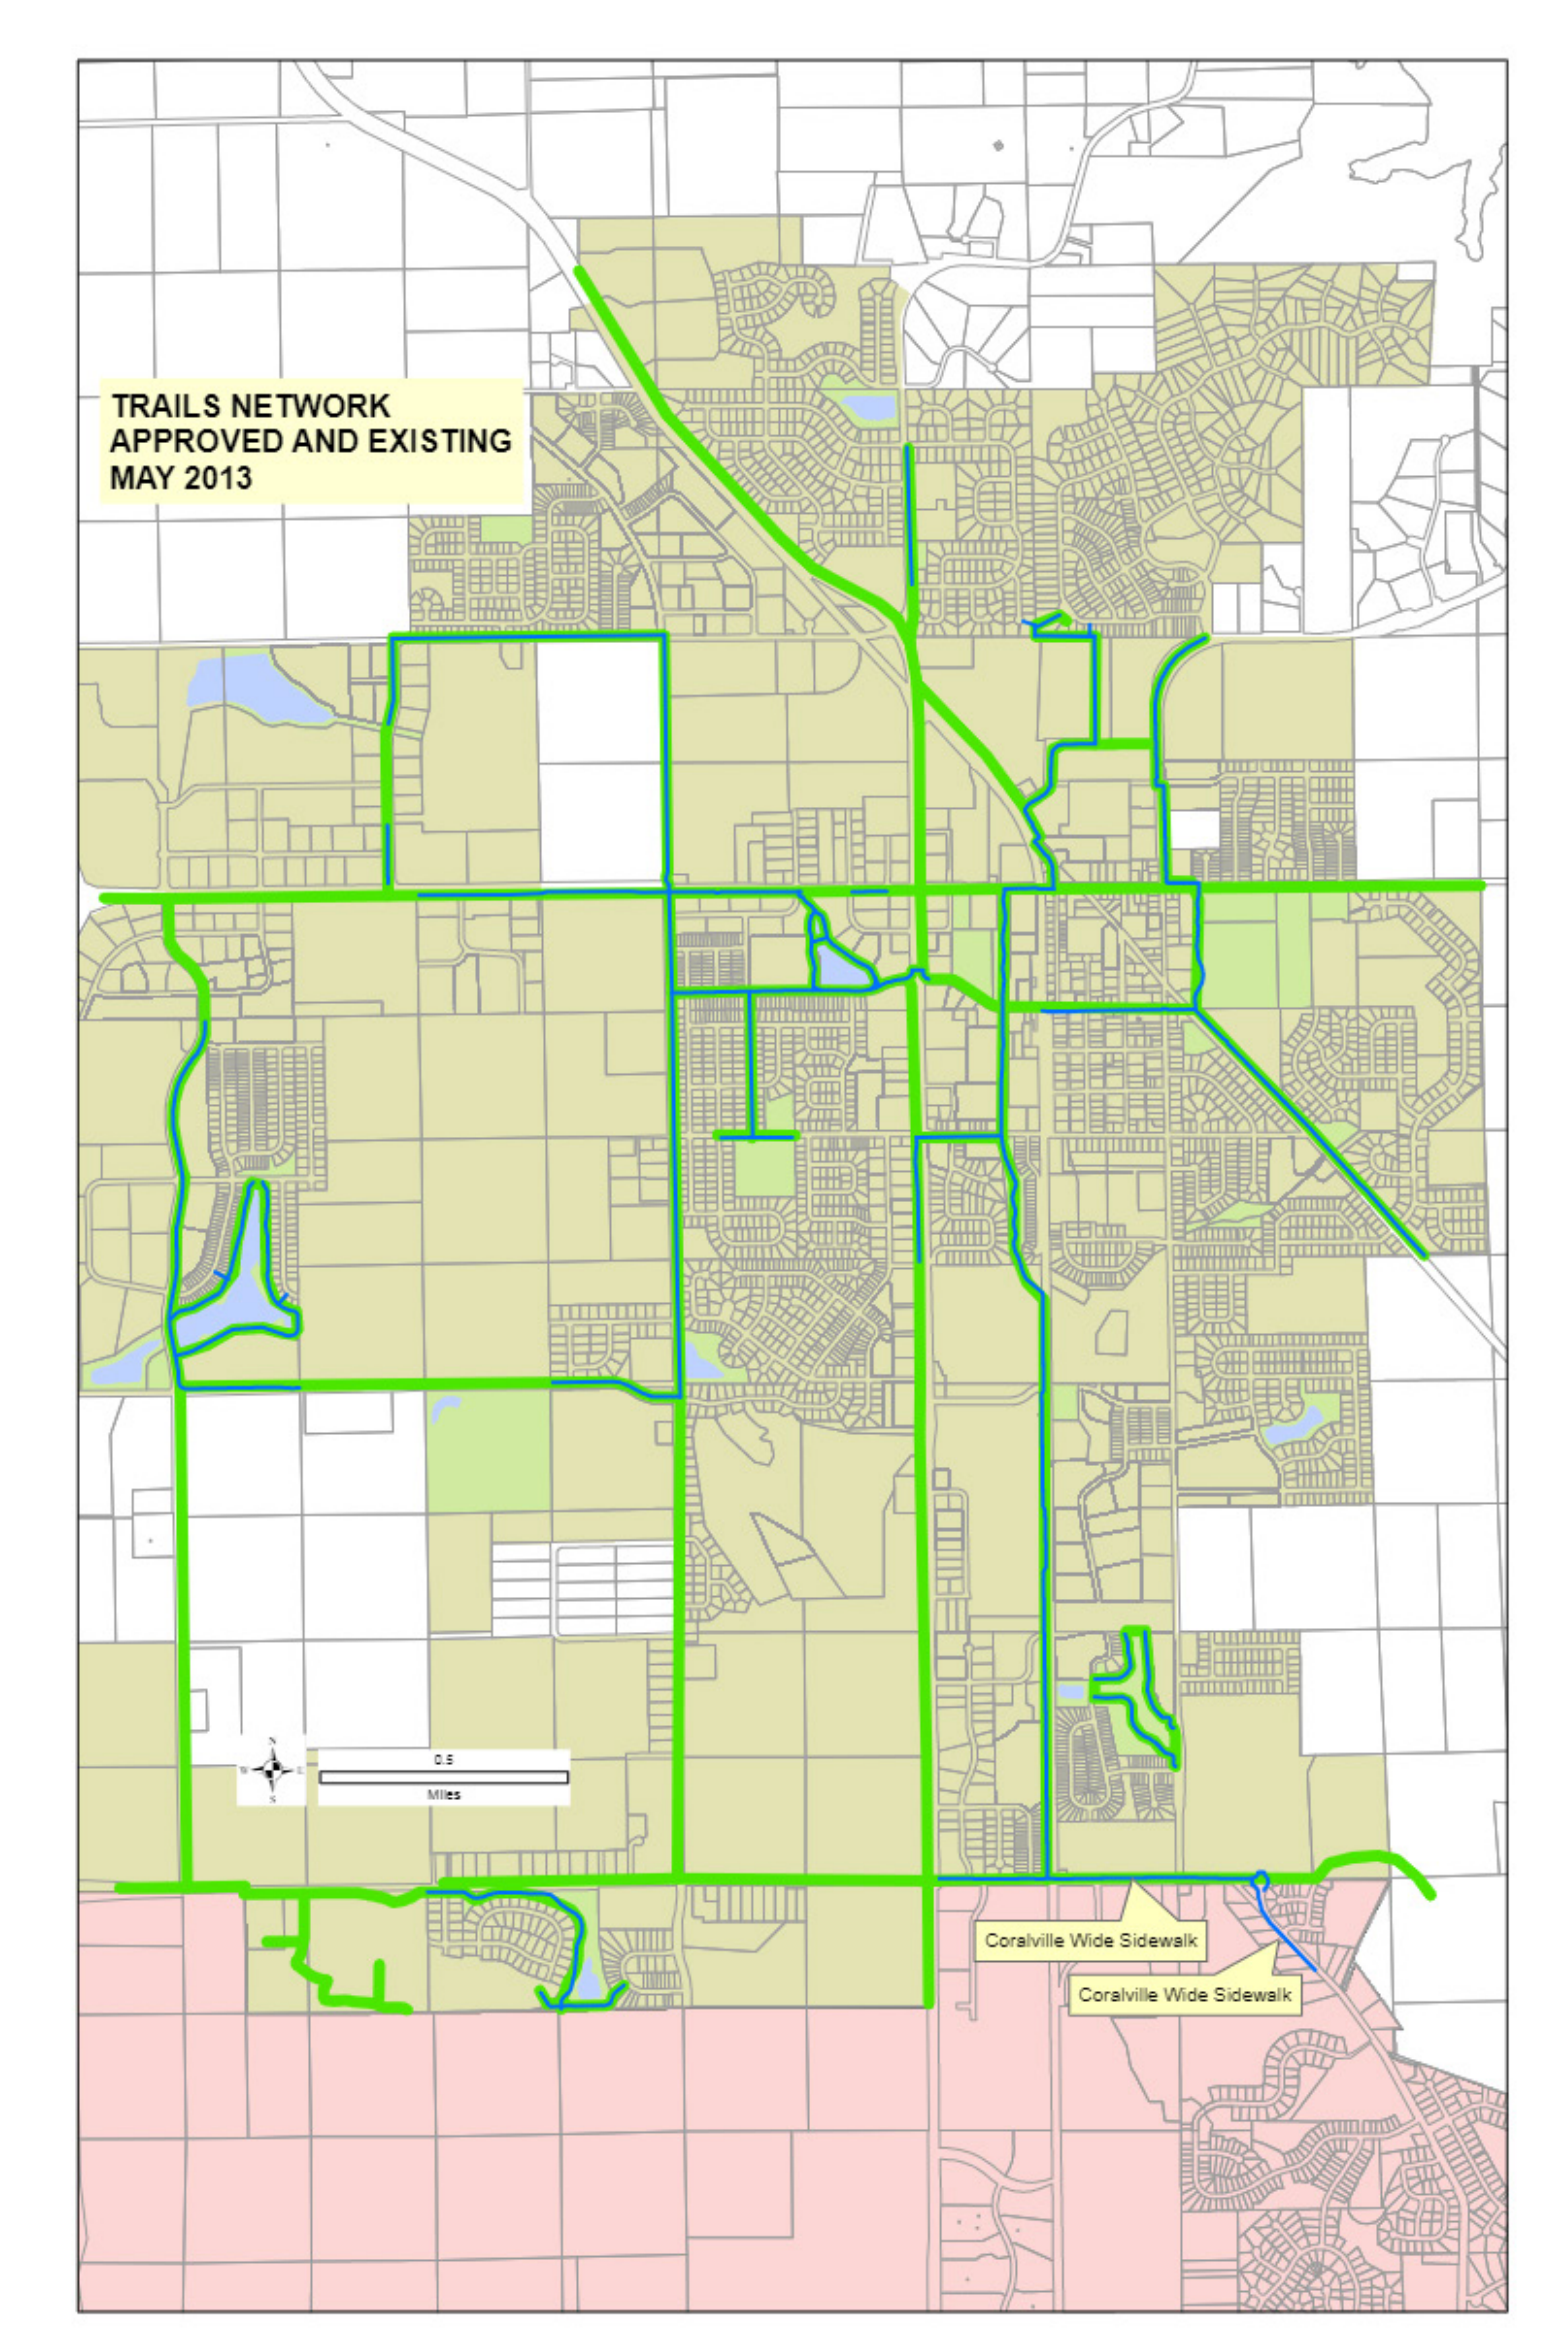 TRAILS NETWORK
APPROVED AND EXISTING
MAY 2013
N
W
E
S
0.5
Miles
Coralville Wide Sidewalk
Coralville Wide Sidewalk